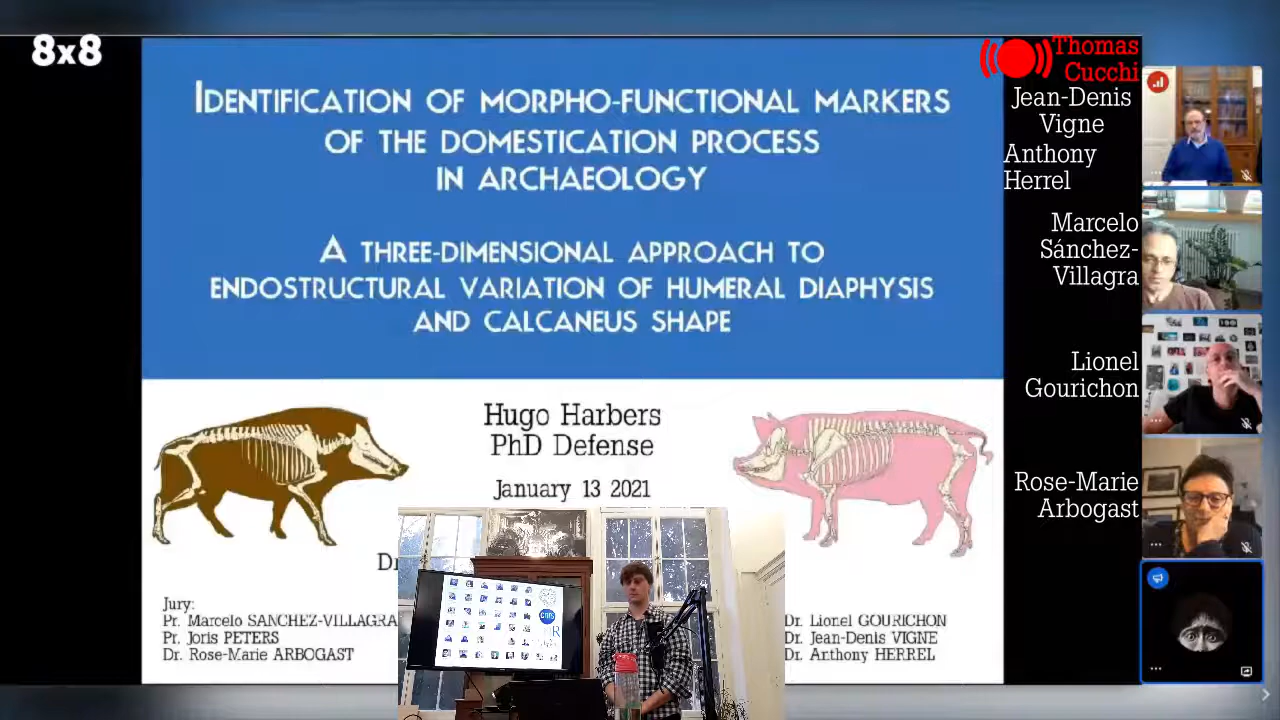 8x8
IDENTIFICATION OF MORPHO-FUNCTIONAL MARKERS
OF THE DOMESTICATION PROCESS
IN ARCHAEOLOGY
A THREE-DIMENSIONAL APPROACH TO
ENDOSTRUCTURAL VARIATION OF HUMERAL DIAPHYSIS
AND CALCANEUS SHAPE
Hugo Harbers
PhD Defense
January 13 2021
Dr
Jury:
Pr. Marcelo SANCHEZ-VILLAGRA
Pr. Joris PETERS
Dr. Rose-Marie ARBOGAST
Dr. Lionel GOURICHON
Dr. Jean-Denis VIGNE
Dr. Anthony HERREL
cnrs
Thomas
Cucchi
Jean-Denis
Vigne
Anthony
Herrel
Marcelo
Sánchez-
Villagra
Lionel
Gourichon
Rose-Marie
Arbogast